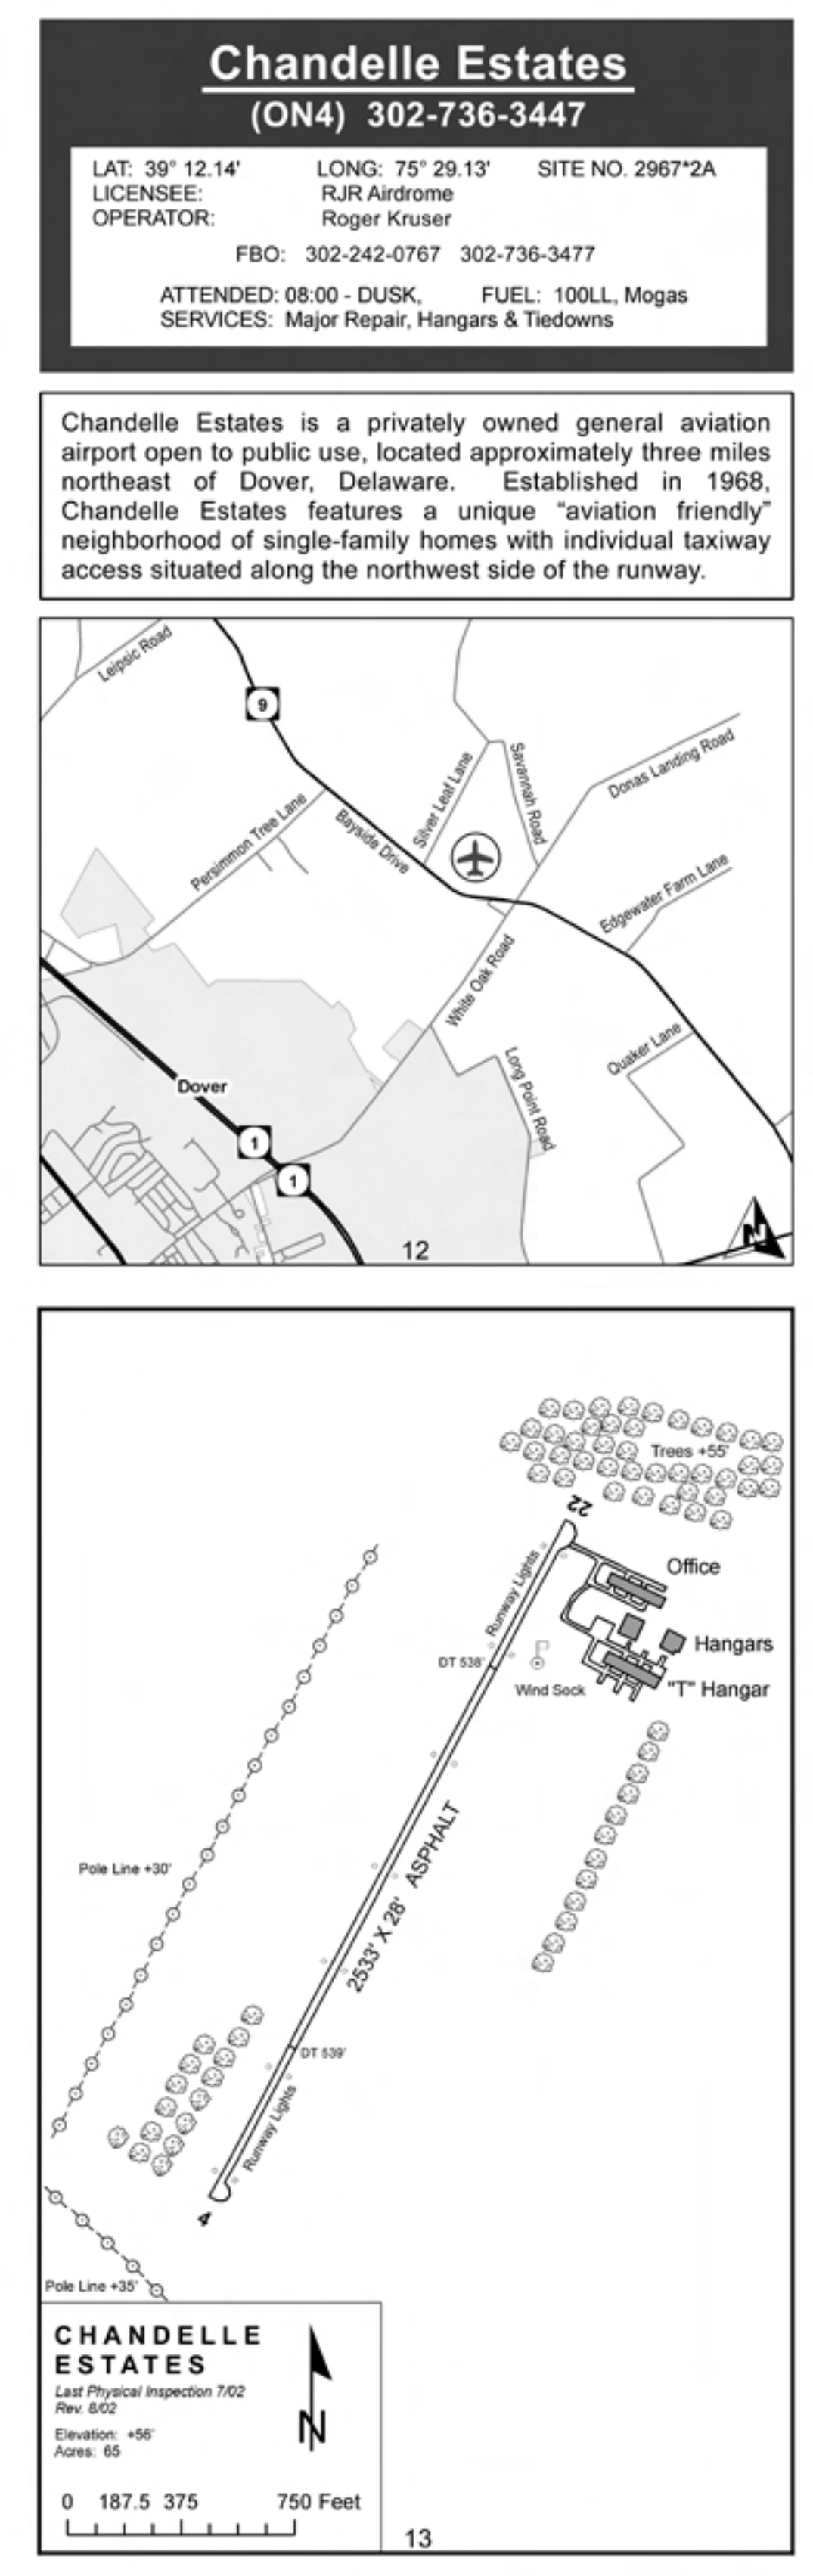 Chandelle Estates
(ON4) 302-736-3447
LAT: 39° 12.14' LONG: 75° 29.13' SITE NO. 2967*2A
LICENSEE: RJR Airdrome
OPERATOR: Roger Kruser
FBO: 302-242-0767 302-736-3477
ATTENDED: 08:00 - DUSK, FUEL: 100LL, Mogas
SERVICES: Major Repair, Hangars & Tiedowns
Chandelle Estates is a privately owned general aviation
airport open to public use, located approximately three miles
northeast of Dover, Delaware. Established in 1968,
Chandelle Estates features a unique “aviation friendly”
neighborhood of single-family homes with individual taxiway
access situated along the northwest side of the runway.
Leipsic Road
9
Silver Leaf Lane
Savannah Road
Donas Landing Road
Persimmon Tree Lane
Bayside Drive
Edgewater Farm Lane
White Oak Road
Quaker Lane
Long Point Road
Dover
1
1
N
12
Trees +55'
22
Office
Runway Lights
Hangars
DT 538'
Wind Sock
"T" Hangar
ASPHALT
Pole Line +30'
2533' X 28'
DT 539'
Runway Lights
4
Pole Line +35'
CHANDELLE
ESTATES
Last Physical Inspection 7/02
Rev. 8/02
Elevation: +56'
Acres: 65
N
0 187.5 375 750 Feet
13